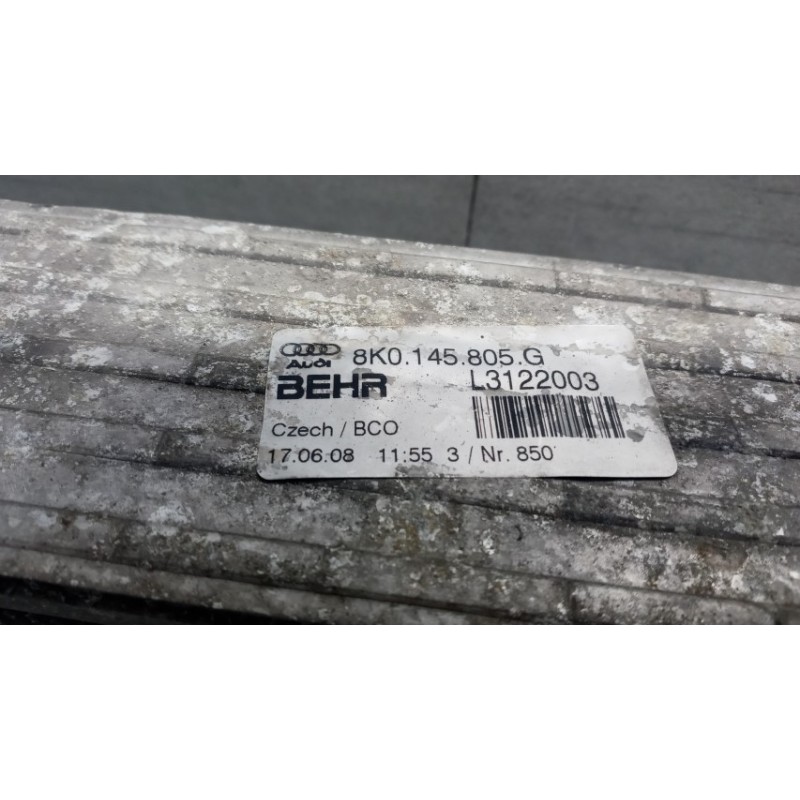 8K0.145.805.G
Audi
BEHR L3122003
Czech / BCO
17.06.08 11:55 3 / Nr. 850